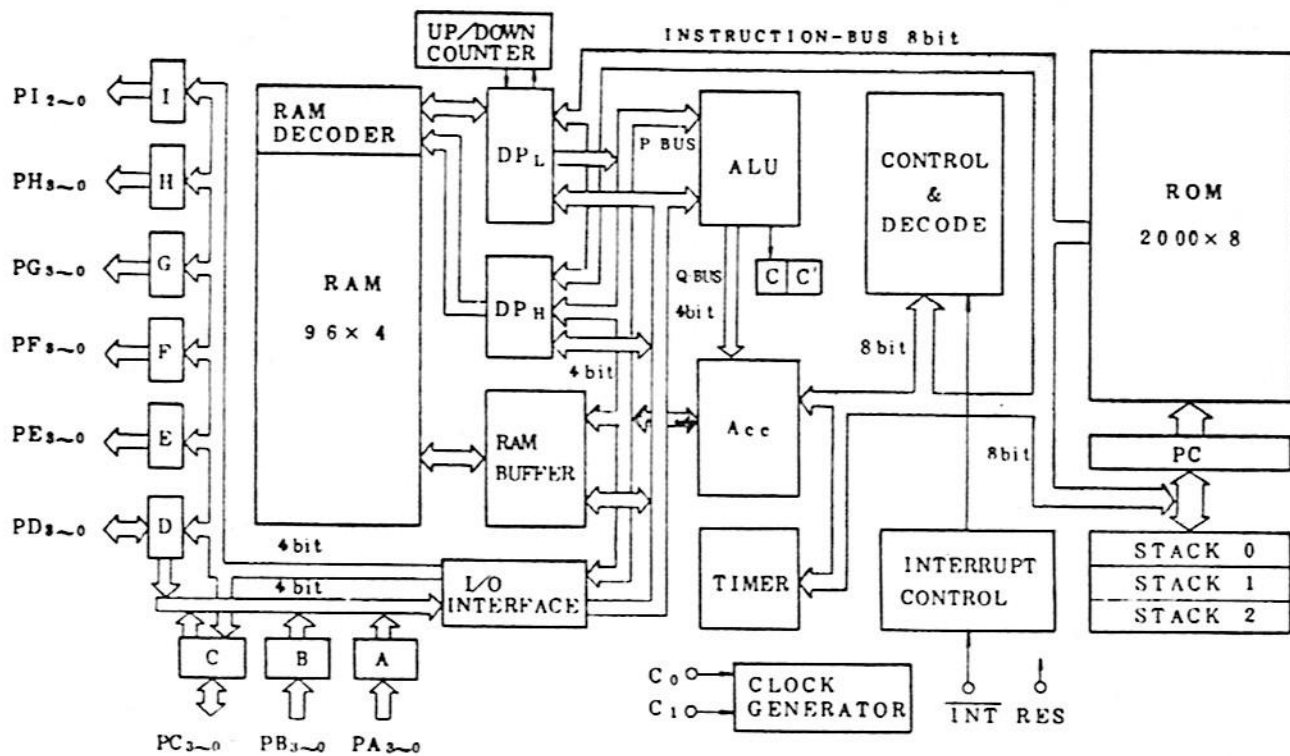 UP/DOWN
COUNTER
INSTRUCTION-BUS 8bit
PI2~0
I
RAM
DECODER
DPL
P BUS
ALU
CONTROL
&
DECODE
ROM
2000×8
PH3~0
H
PG3~0
G
RAM
96×4
DPH
Q-BUS
4bit
C
C'
PF3~0
F
8bit
4bit
PE3~0
E
RAM
BUFFER
Acc
8bit
PC
PD3~0
D
4bit
4bit
I/O
INTERFACE
TIMER
INTERRUPT
CONTROL
STACK 0
STACK 1
STACK 2
C
B
A
C0
C1
CLOCK
GENERATOR
INT
RES
PC3~0
PB3~0
PA3~0